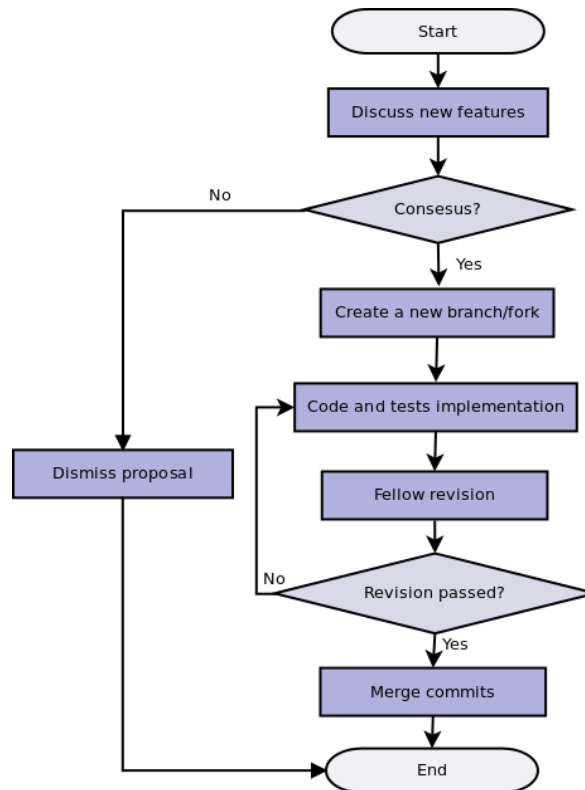 Start
Discuss new features
No
Consesus?
Yes
Create a new branch/fork
Code and tests implementation
Dismiss proposal
Fellow revision
No
Revision passed?
Yes
Merge commits
End